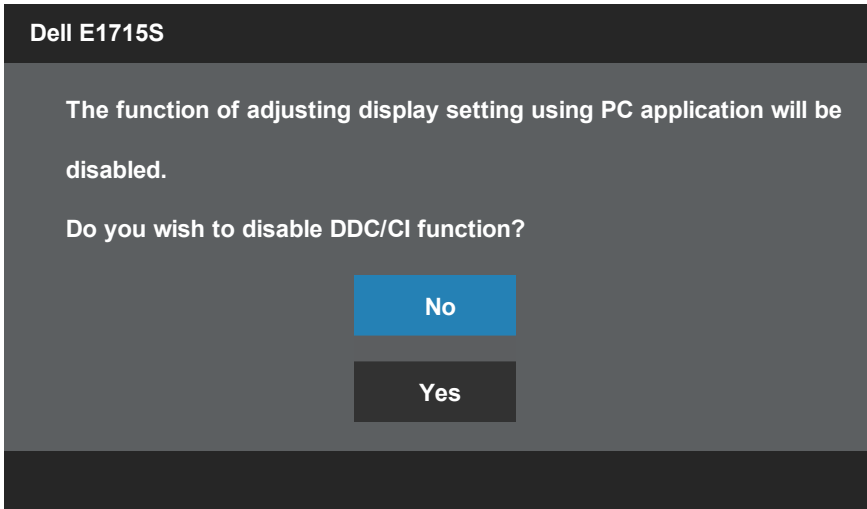 Dell E1715S
The function of adjusting display setting using PC application will be
disabled.
Do you wish to disable DDC/CI function?
No
Yes